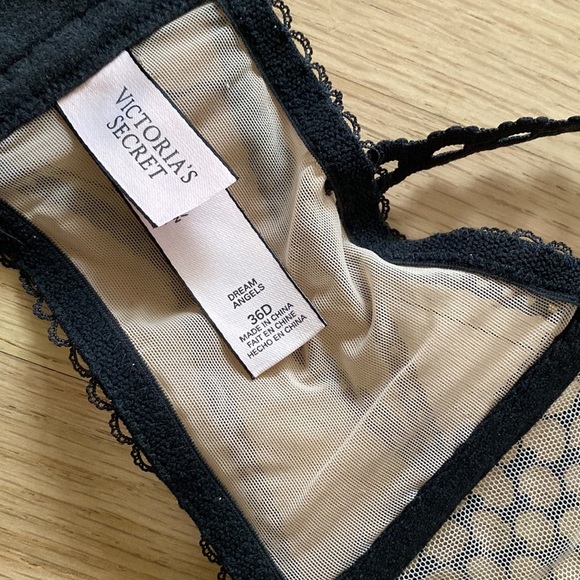 VICTORIA'S
SECRET
DREAM
ANGELS
36D
MADE IN CHINA
FAIT EN CHINE
HECHO EN CHINA